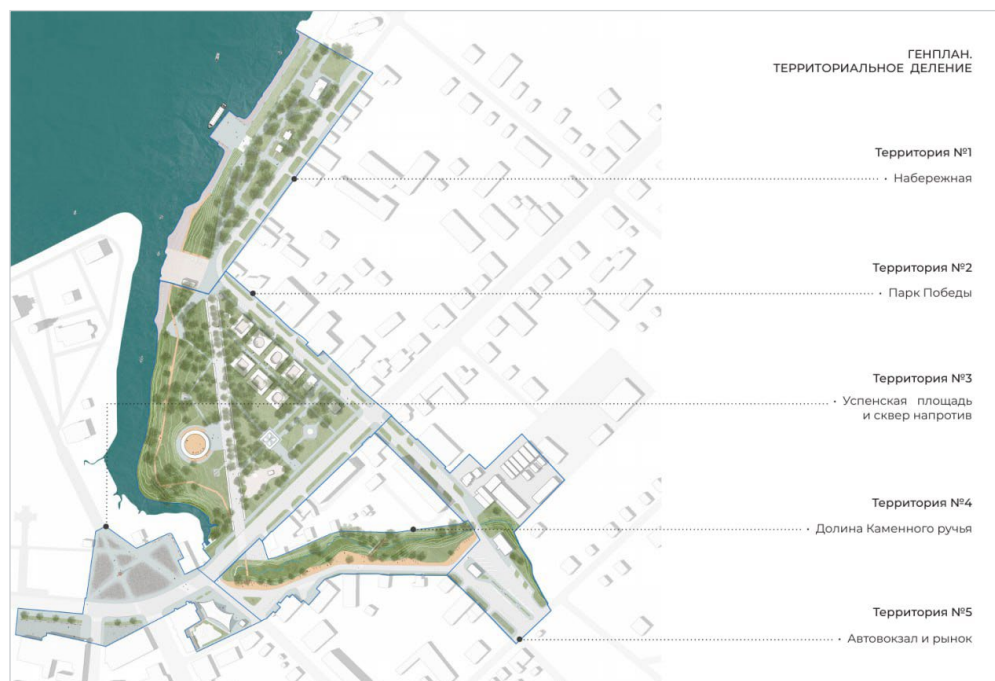 ГЕНПЛАН.
ТЕРРИТОРИАЛЬНОЕ ДЕЛЕНИЕ
Территория №1
• Набережная
Территория №2
• Парк Победы
Территория №3
• Успенская площадь
и сквер напротив
Территория №4
• Долина Каменного ручья
Территория №5
• Автовокзал и рынок